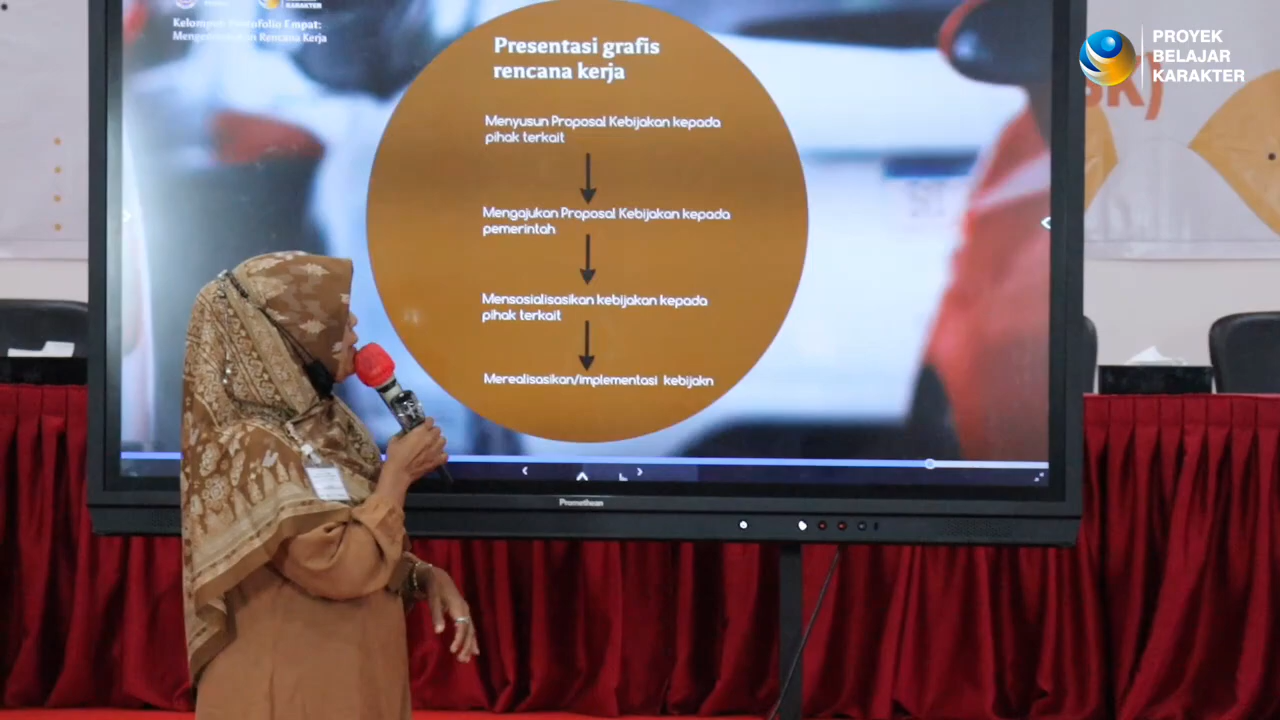 KARAKTER
Kelompok Portofolio Empat:
Rencana Kerja
Presentasi grafis
rencana kerja
Menyusun Proposal Kebijakan kepada
pihak terkait
Mengajukan Proposal Kebijakan kepada
pemerintah
Mensosialisasikan kebijakan kepada
pihak terkait
Merealisasikan/implementasi kebijakn
Promethean
PROYEK
BELAJAR
KARAKTER